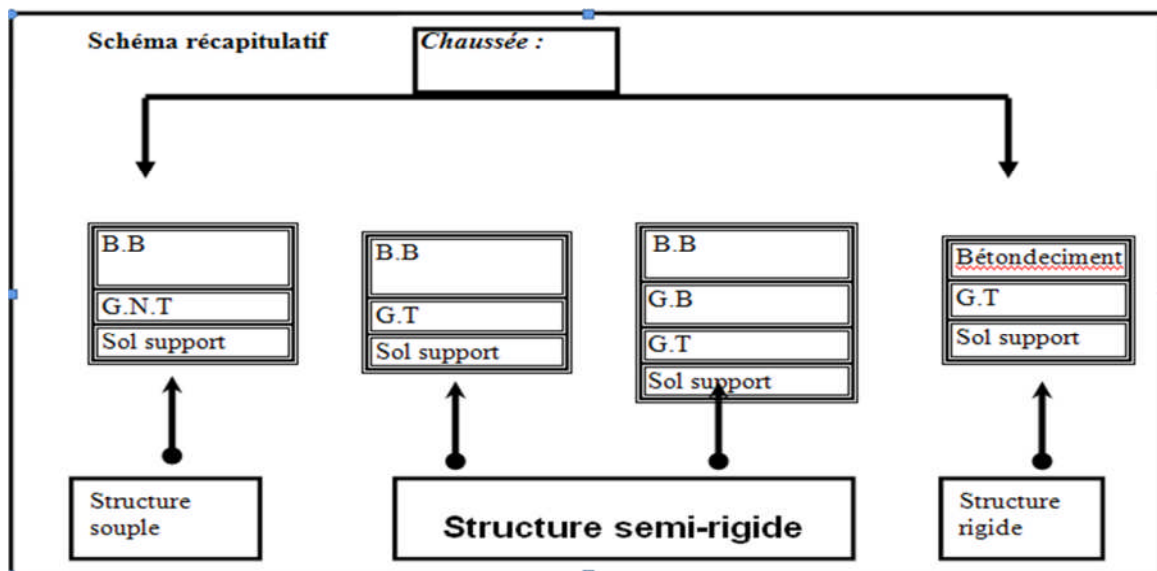 Schéma récapitulatif
Chaussée :
B.B
G.N.T
Sol support
B.B
G.T
Sol support
B.B
G.B
G.T
Sol support
Bétondeciment
G.T
Sol support
Structure
souple
Structure semi-rigide
Structure
rigide